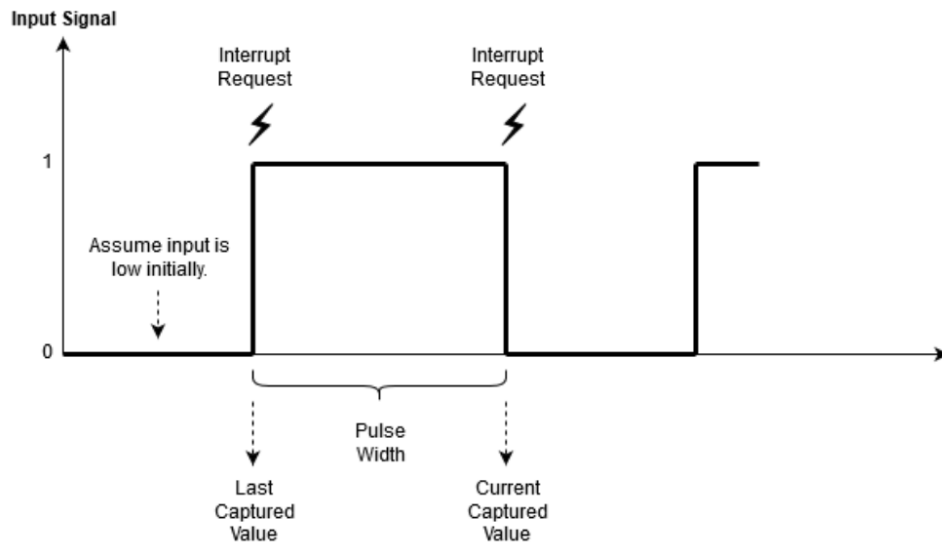 Input Signal
Interrupt
Request
Interrupt
Request
1
Assume input is
low initially.
0
Pulse
Width
Last
Captured
Value
Current
Captured
Value